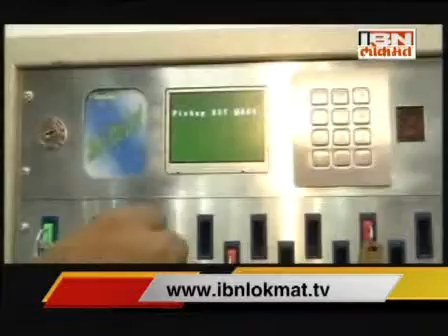 IBN
लोकमत
Pickup
www.ibnlokmat.tv